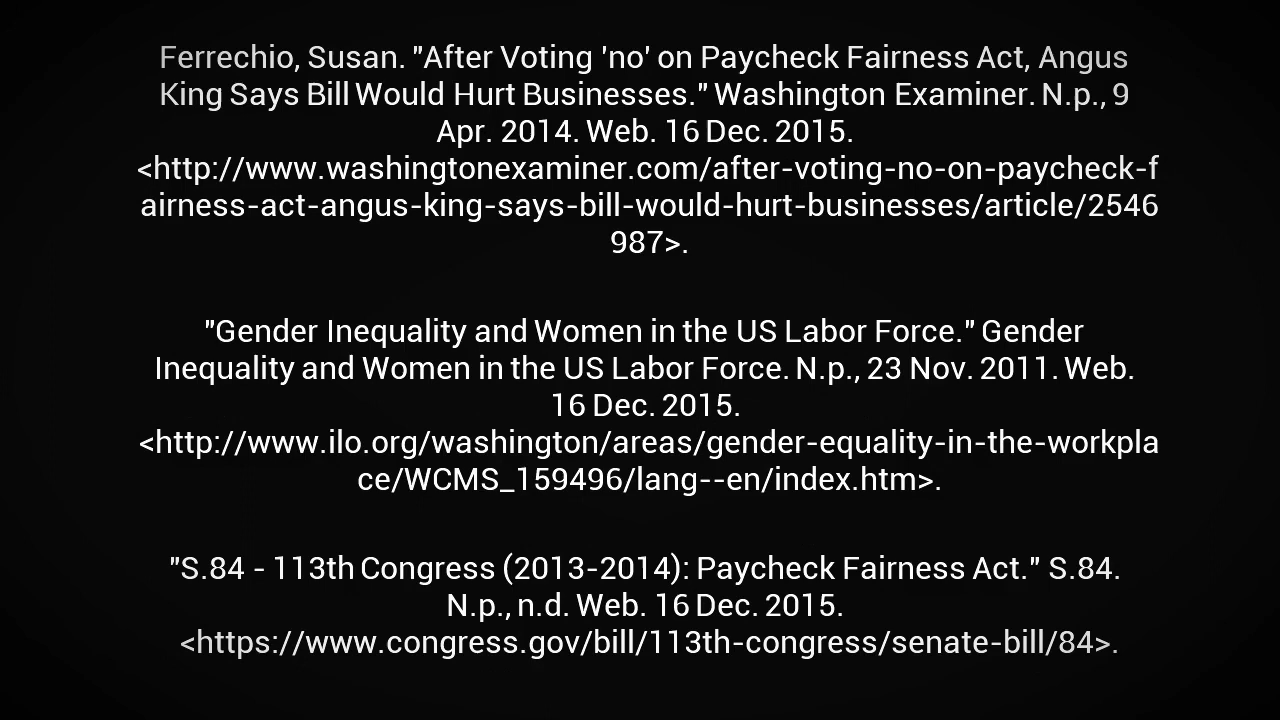 Ferrechio, Susan. "After Voting 'no' on Paycheck Fairness Act, Angus
King Says Bill Would Hurt Businesses." Washington Examiner. N.p., 9
Apr. 2014. Web. 16 Dec. 2015.
<http://www.washingtonexaminer.com/after-voting-no-on-paycheck-f
airness-act-angus-king-says-bill-would-hurt-businesses/article/2546
987>.
"Gender Inequality and Women in the US Labor Force." Gender
Inequality and Women in the US Labor Force. N.p., 23 Nov. 2011. Web.
16 Dec. 2015.
<http://www.ilo.org/washington/areas/gender-equality-in-the-workpla
ce/WCMS_159496/lang--en/index.htm>.
"S.84 - 113th Congress (2013-2014): Paycheck Fairness Act." S.84.
N.p., n.d. Web. 16 Dec. 2015.
<https://www.congress.gov/bill/113th-congress/senate-bill/84>.